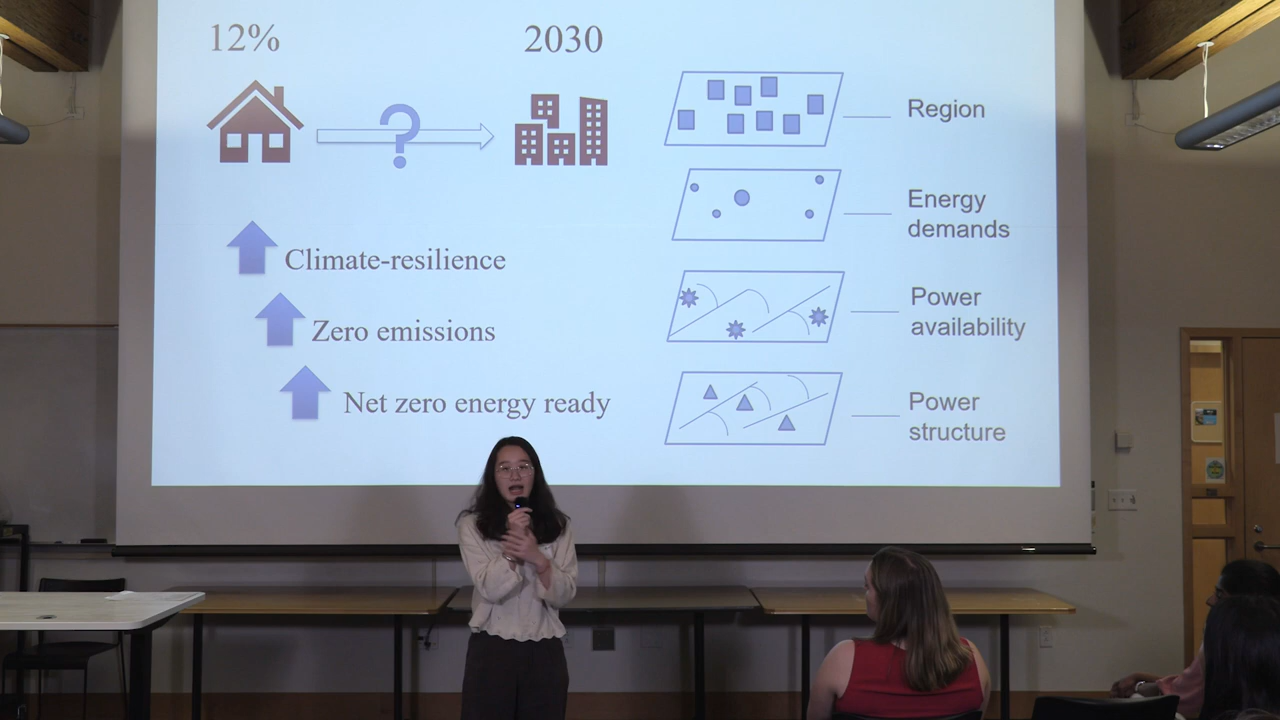 12%
2030
?
Climate-resilience
Zero emissions
Net zero energy ready
Region
Energy
demands
Power
availability
Power
structure